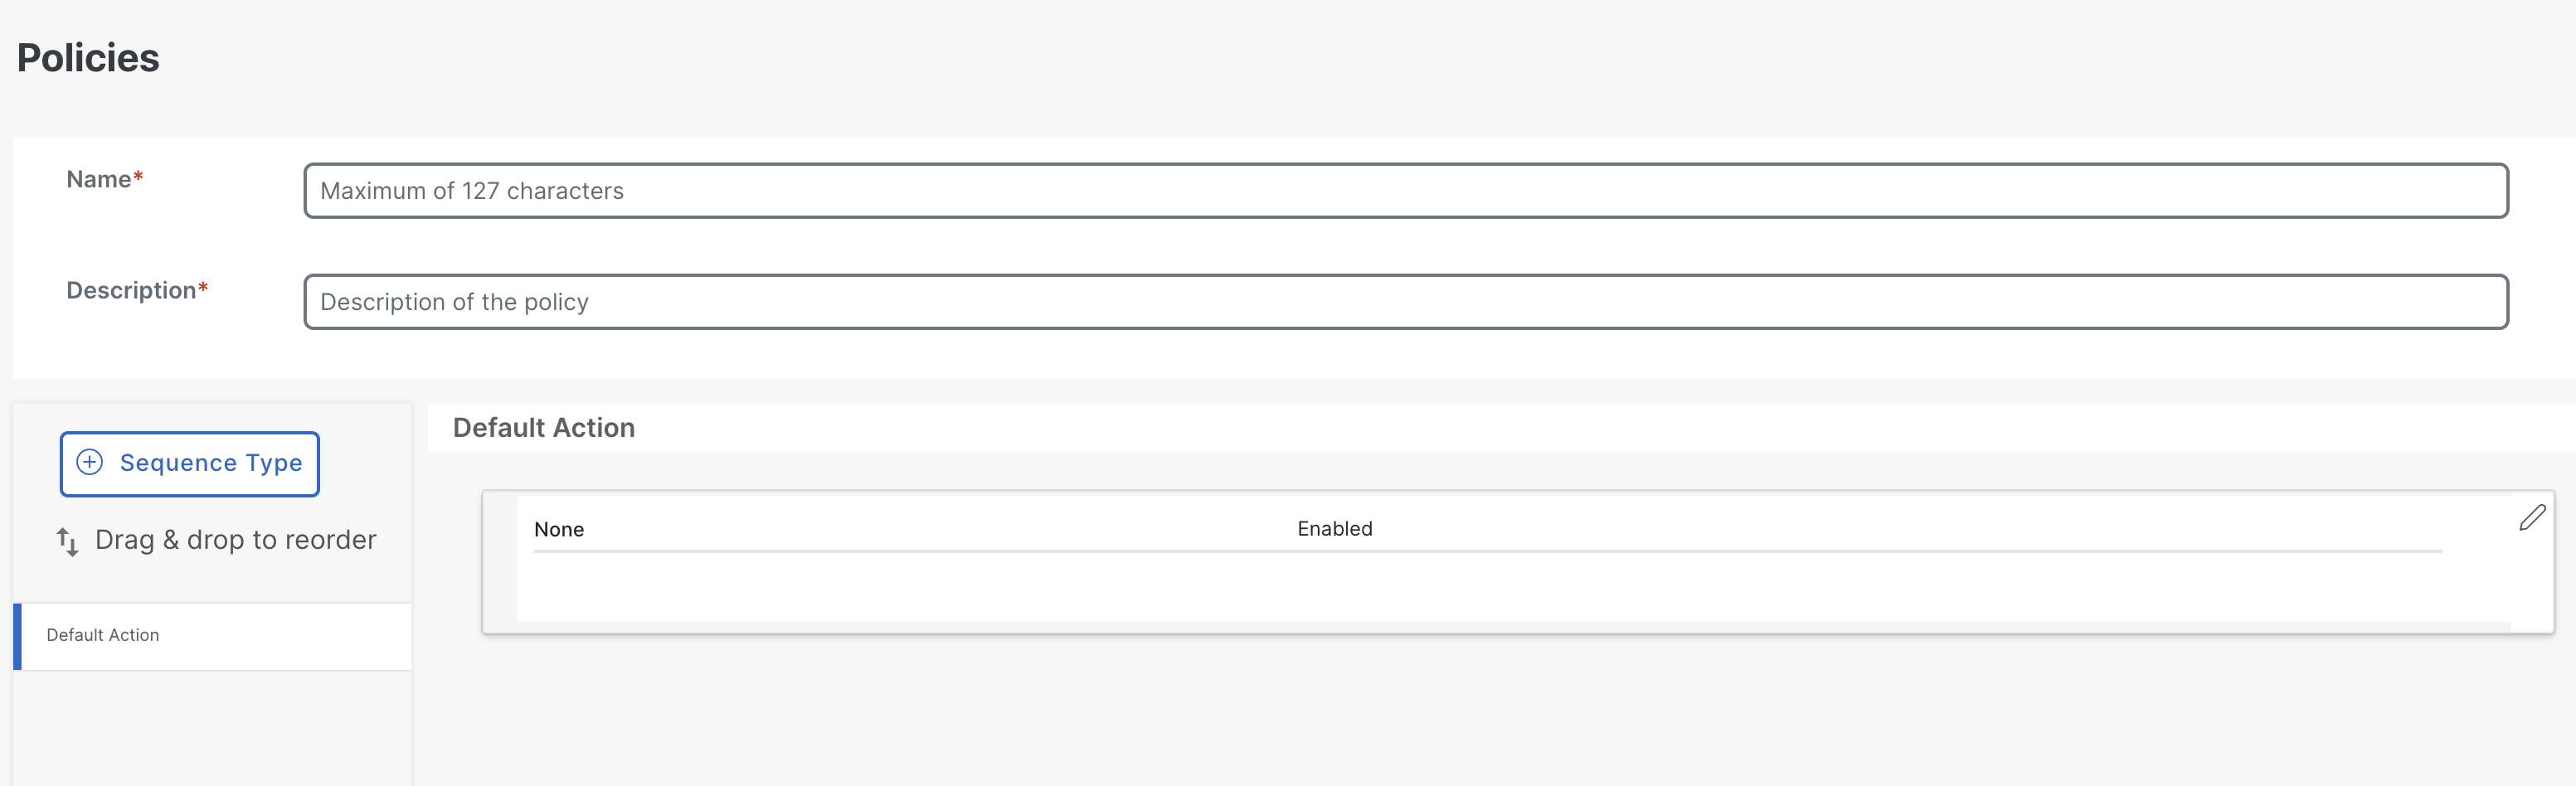 Policies
Name*
Maximum of 127 characters
Description*
Description of the policy
Sequence Type
Drag & drop to reorder
Default Action
Default Action
None Enabled